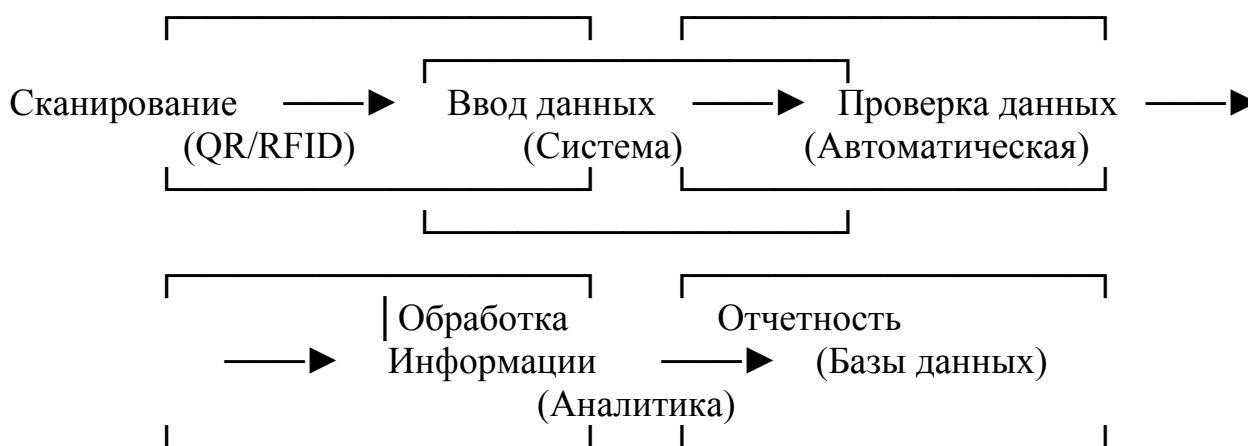 Сканирование Ввод данных Проверка данных
(QR/RFID) (Система) (Автоматическая)
Обработка Отчетность
Информации (Базы данных)
(Аналитика)